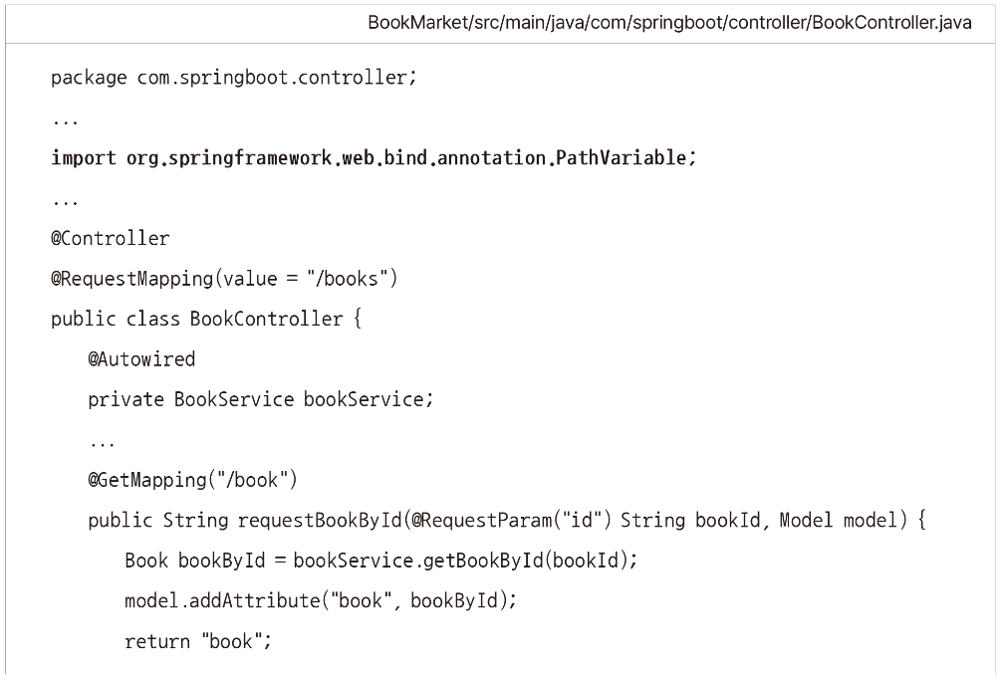 BookMarket/src/main/java/com/springboot/controller/BookController.java
package com.springboot.controller;
...
import org.springframework.web.bind.annotation.PathVariable;
...
@Controller
@RequestMapping(value = "/books")
public class BookController {
@Autowired
private BookService bookService;
...
@GetMapping("/book")
public String requestBookById(@RequestParam("id") String bookId, Model model) {
Book bookById = bookService.getBookById(bookId);
model.addAttribute("book", bookById);
return "book";